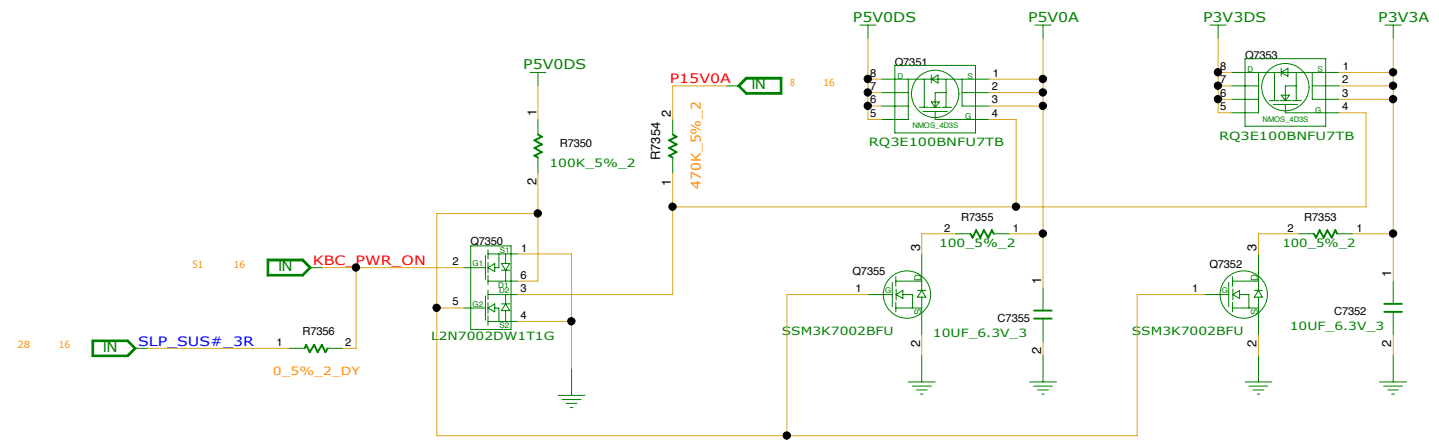 P5V0DS
P5V0A
P3V3DS
P3V3A
Q7351
8
D
S
1
7
2
6
3
5
G
4
NMOS_4D3S
RQ3E100BNFU7TB
Q7353
8
D
S
1
7
2
6
3
5
G
4
NMOS_4D3S
RQ3E100BNFU7TB
P5V0DS
P15V0A
IN
8
16
1
R7350
100K_5%_2
2
2
R7354
470K_5%_2
1
Q7350
51
16
IN
KBC_PWR_ON
2
G1
S1
1
D1
6
D2
3
5
G2
S2
4
L2N7002DW1T1G
28
16
IN
SLP_SUS#_3R
R7356
1
2
0_5%_2_DY
R7355
2
1
100_5%_2
3
Q7355
D
1
G
S
SSM3K7002BFU
2
1
C7355
10UF_6.3V_3
2
R7353
2
1
100_5%_2
3
Q7352
D
1
G
S
SSM3K7002BFU
2
1
C7352
10UF_6.3V_3
2